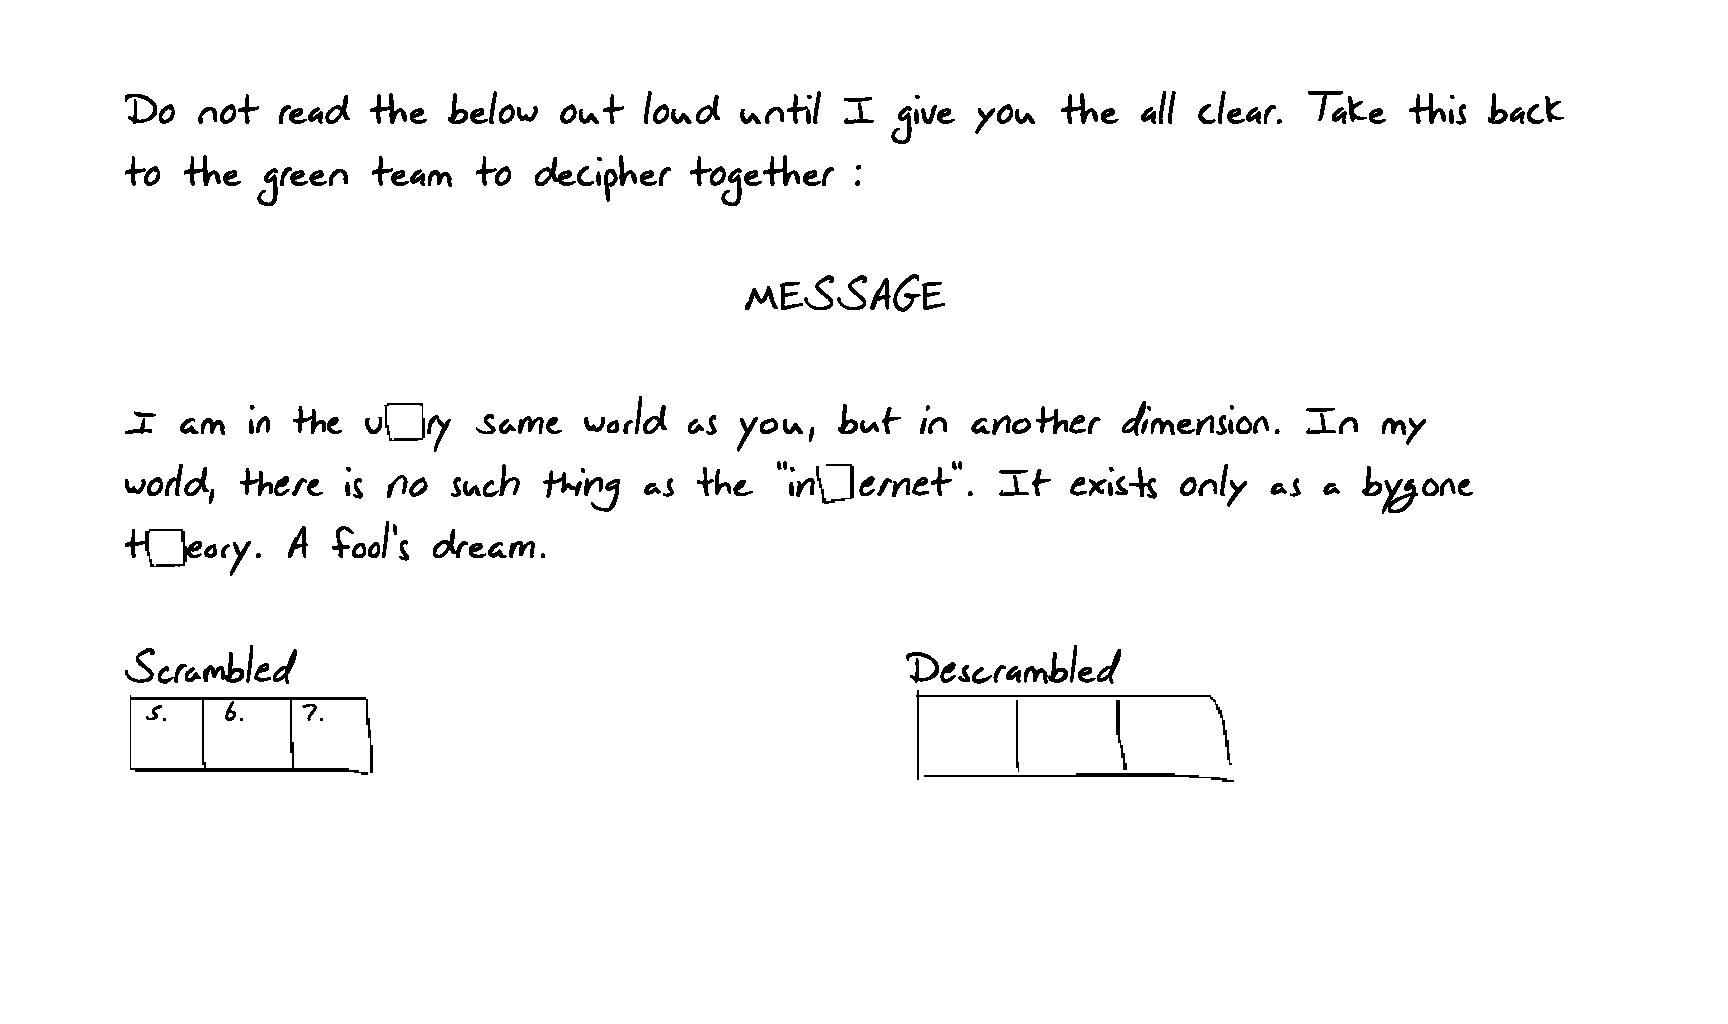 Do not read the below out loud until I give you the all clear. Take this back
to the green team to decipher together :
MESSAGE
I am in the v□ry same world as you, but in another dimension. In my
world, there is no such thing as the "in□ernet". It exists only as a bygone
t□eory. A fool's dream.
Scrambled
5. 6. 7.
Descrambled